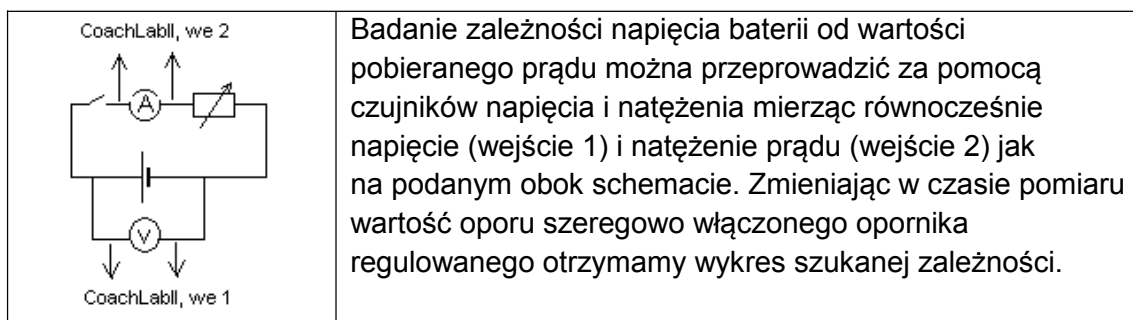 CoachLabII, we 2
A
V
CoachLabII, we 1
Badanie zależności napięcia baterii od wartości
pobieranego prądu można przeprowadzić za pomocą
czujników napięcia i natężenia mierząc równocześnie
napięcie (wejście 1) i natężenie prądu (wejście 2) jak
na podanym obok schemacie. Zmieniając w czasie pomiaru
wartość oporu szeregowo włączonego opornika
regulowanego otrzymamy wykres szukanej zależności.